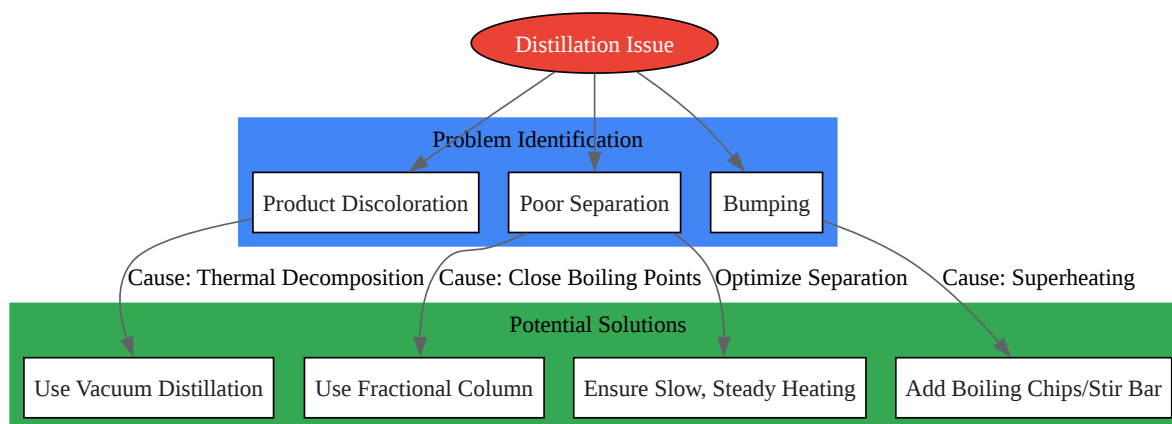 Distillation Issue
Problem Identification
Product Discoloration
Poor Separation
Bumping
Cause: Thermal Decomposition
Cause: Close Boiling Points
Optimize Separation
Cause: Superheating
Potential Solutions
Use Vacuum Distillation
Use Fractional Column
Ensure Slow, Steady Heating
Add Boiling Chips/Stir Bar